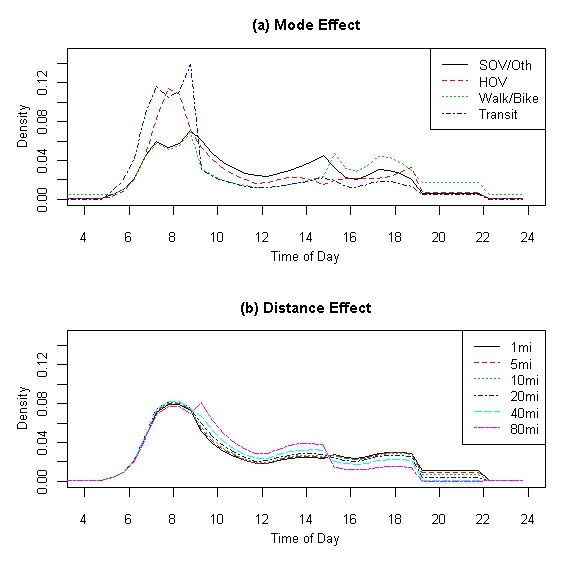 (a) Mode Effect
Density
0.00 0.04 0.08 0.12
SOV/Oth
HOV
Walk/Bike
Transit
4 6 8 10 12 14 16 18 20 22 24
Time of Day
(b) Distance Effect
Density
0.00 0.04 0.08 0.12
1mi
5mi
10mi
20mi
40mi
80mi
4 6 8 10 12 14 16 18 20 22 24
Time of Day